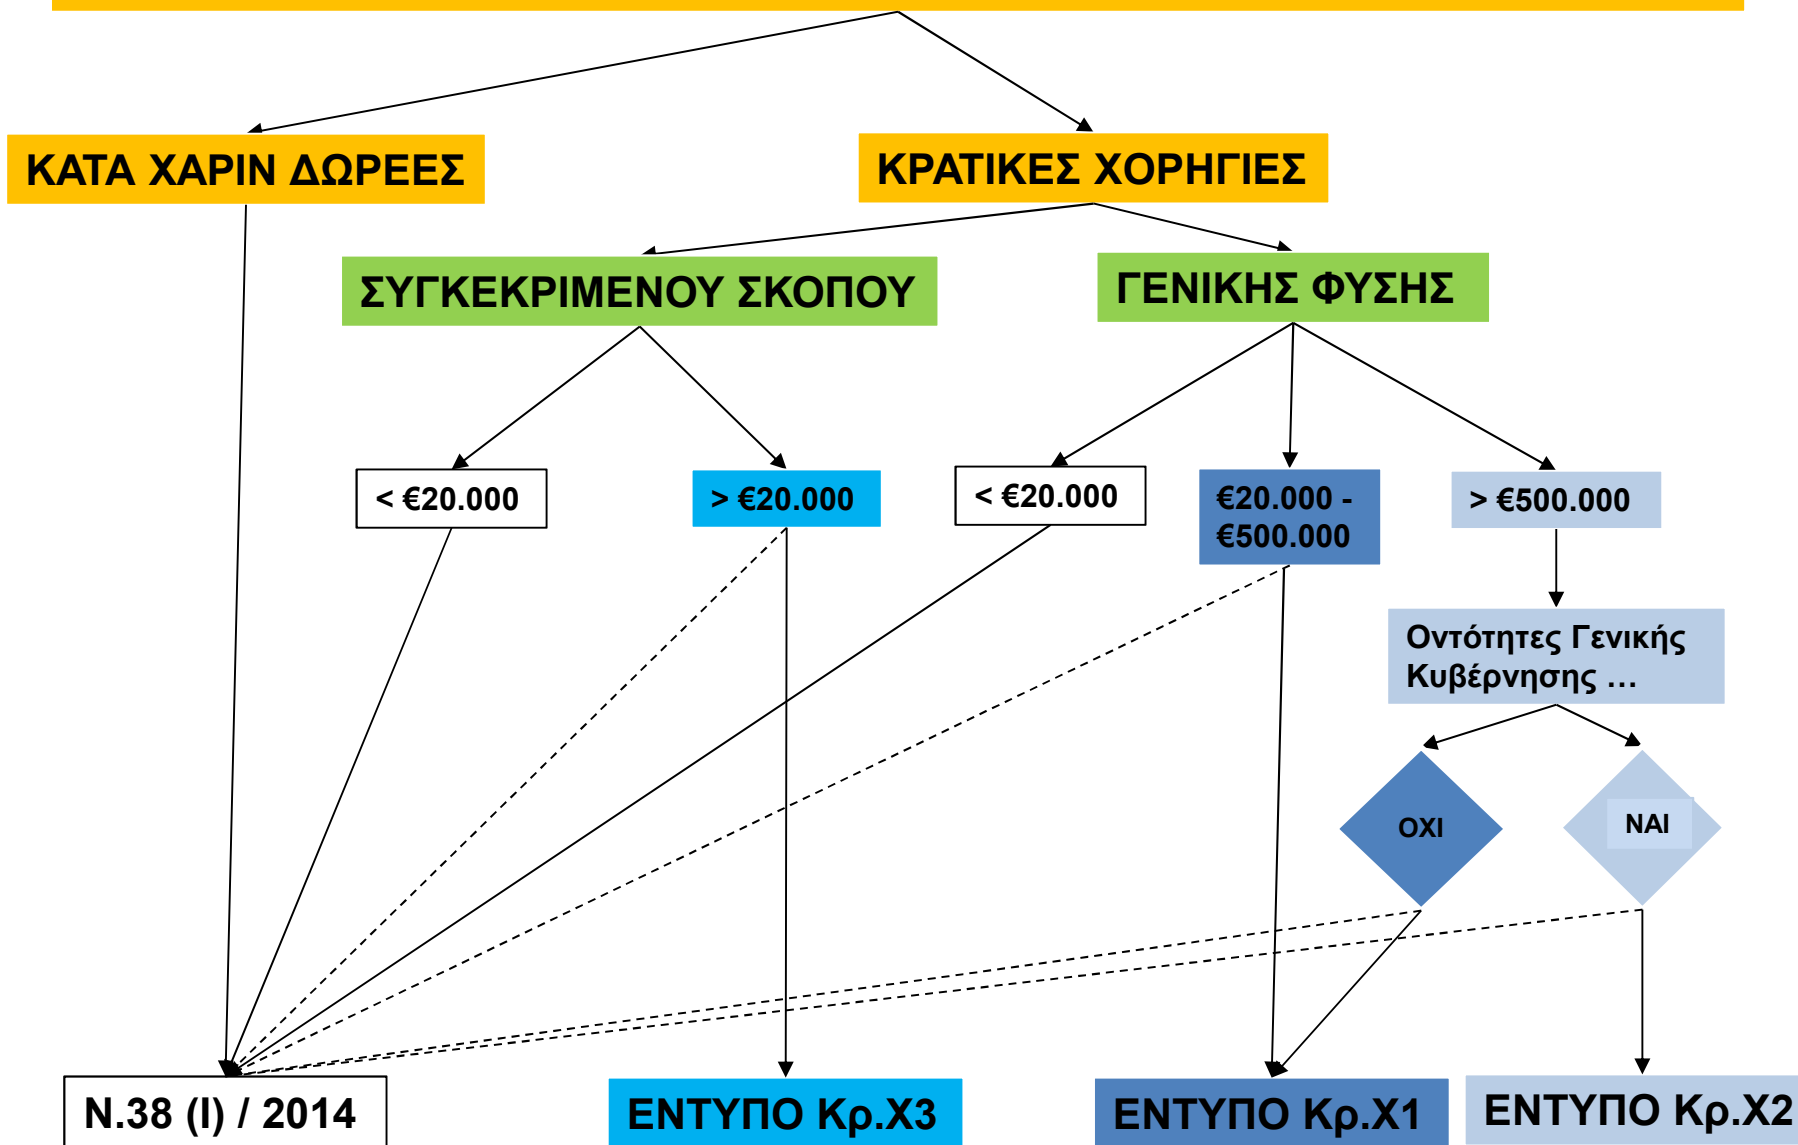 ΚΑΤΑ ΧΑΡΙΝ ΔΩΡΕΕΣ
ΚΡΑΤΙΚΕΣ ΧΟΡΗΓΙΕΣ
ΣΥΓΚΕΚΡΙΜΕΝΟΥ ΣΚΟΠΟΥ
ΓΕΝΙΚΗΣ ΦΥΣΗΣ
< €20.000
> €20.000
< €20.000
€20.000 -
€500.000
> €500.000
Οντότητες Γενικής
Κυβέρνησης ...
ΟΧΙ
ΝΑΙ
Ν.38 (Ι) / 2014
ΕΝΤΥΠΟ Κρ.Χ3
ΕΝΤΥΠΟ Κρ.Χ1
ΕΝΤΥΠΟ Κρ.Χ2